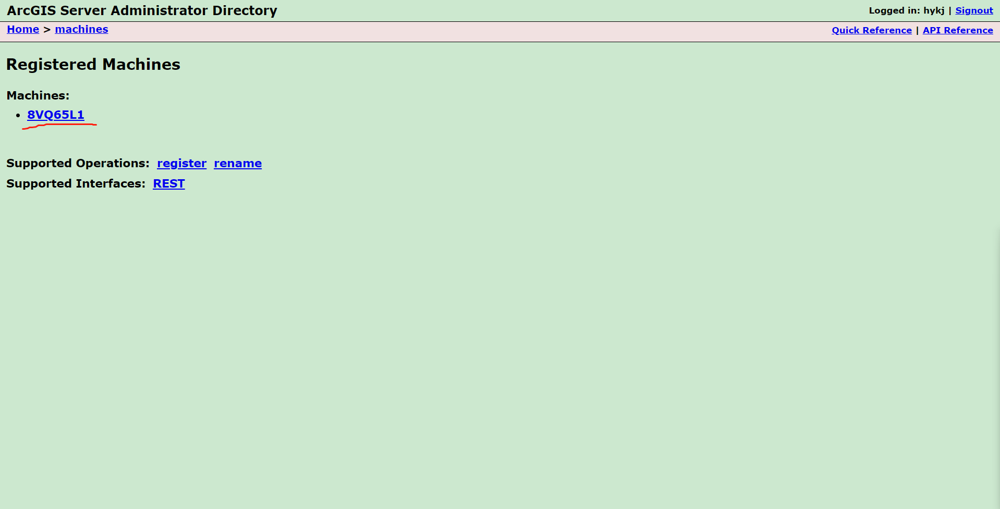 ArcGIS Server Administrator Directory
Logged in: hykj | Signout
Home > machines
Quick Reference | API Reference
Registered Machines
Machines:
• 8VQ65L1
Supported Operations: register rename
Supported Interfaces: REST